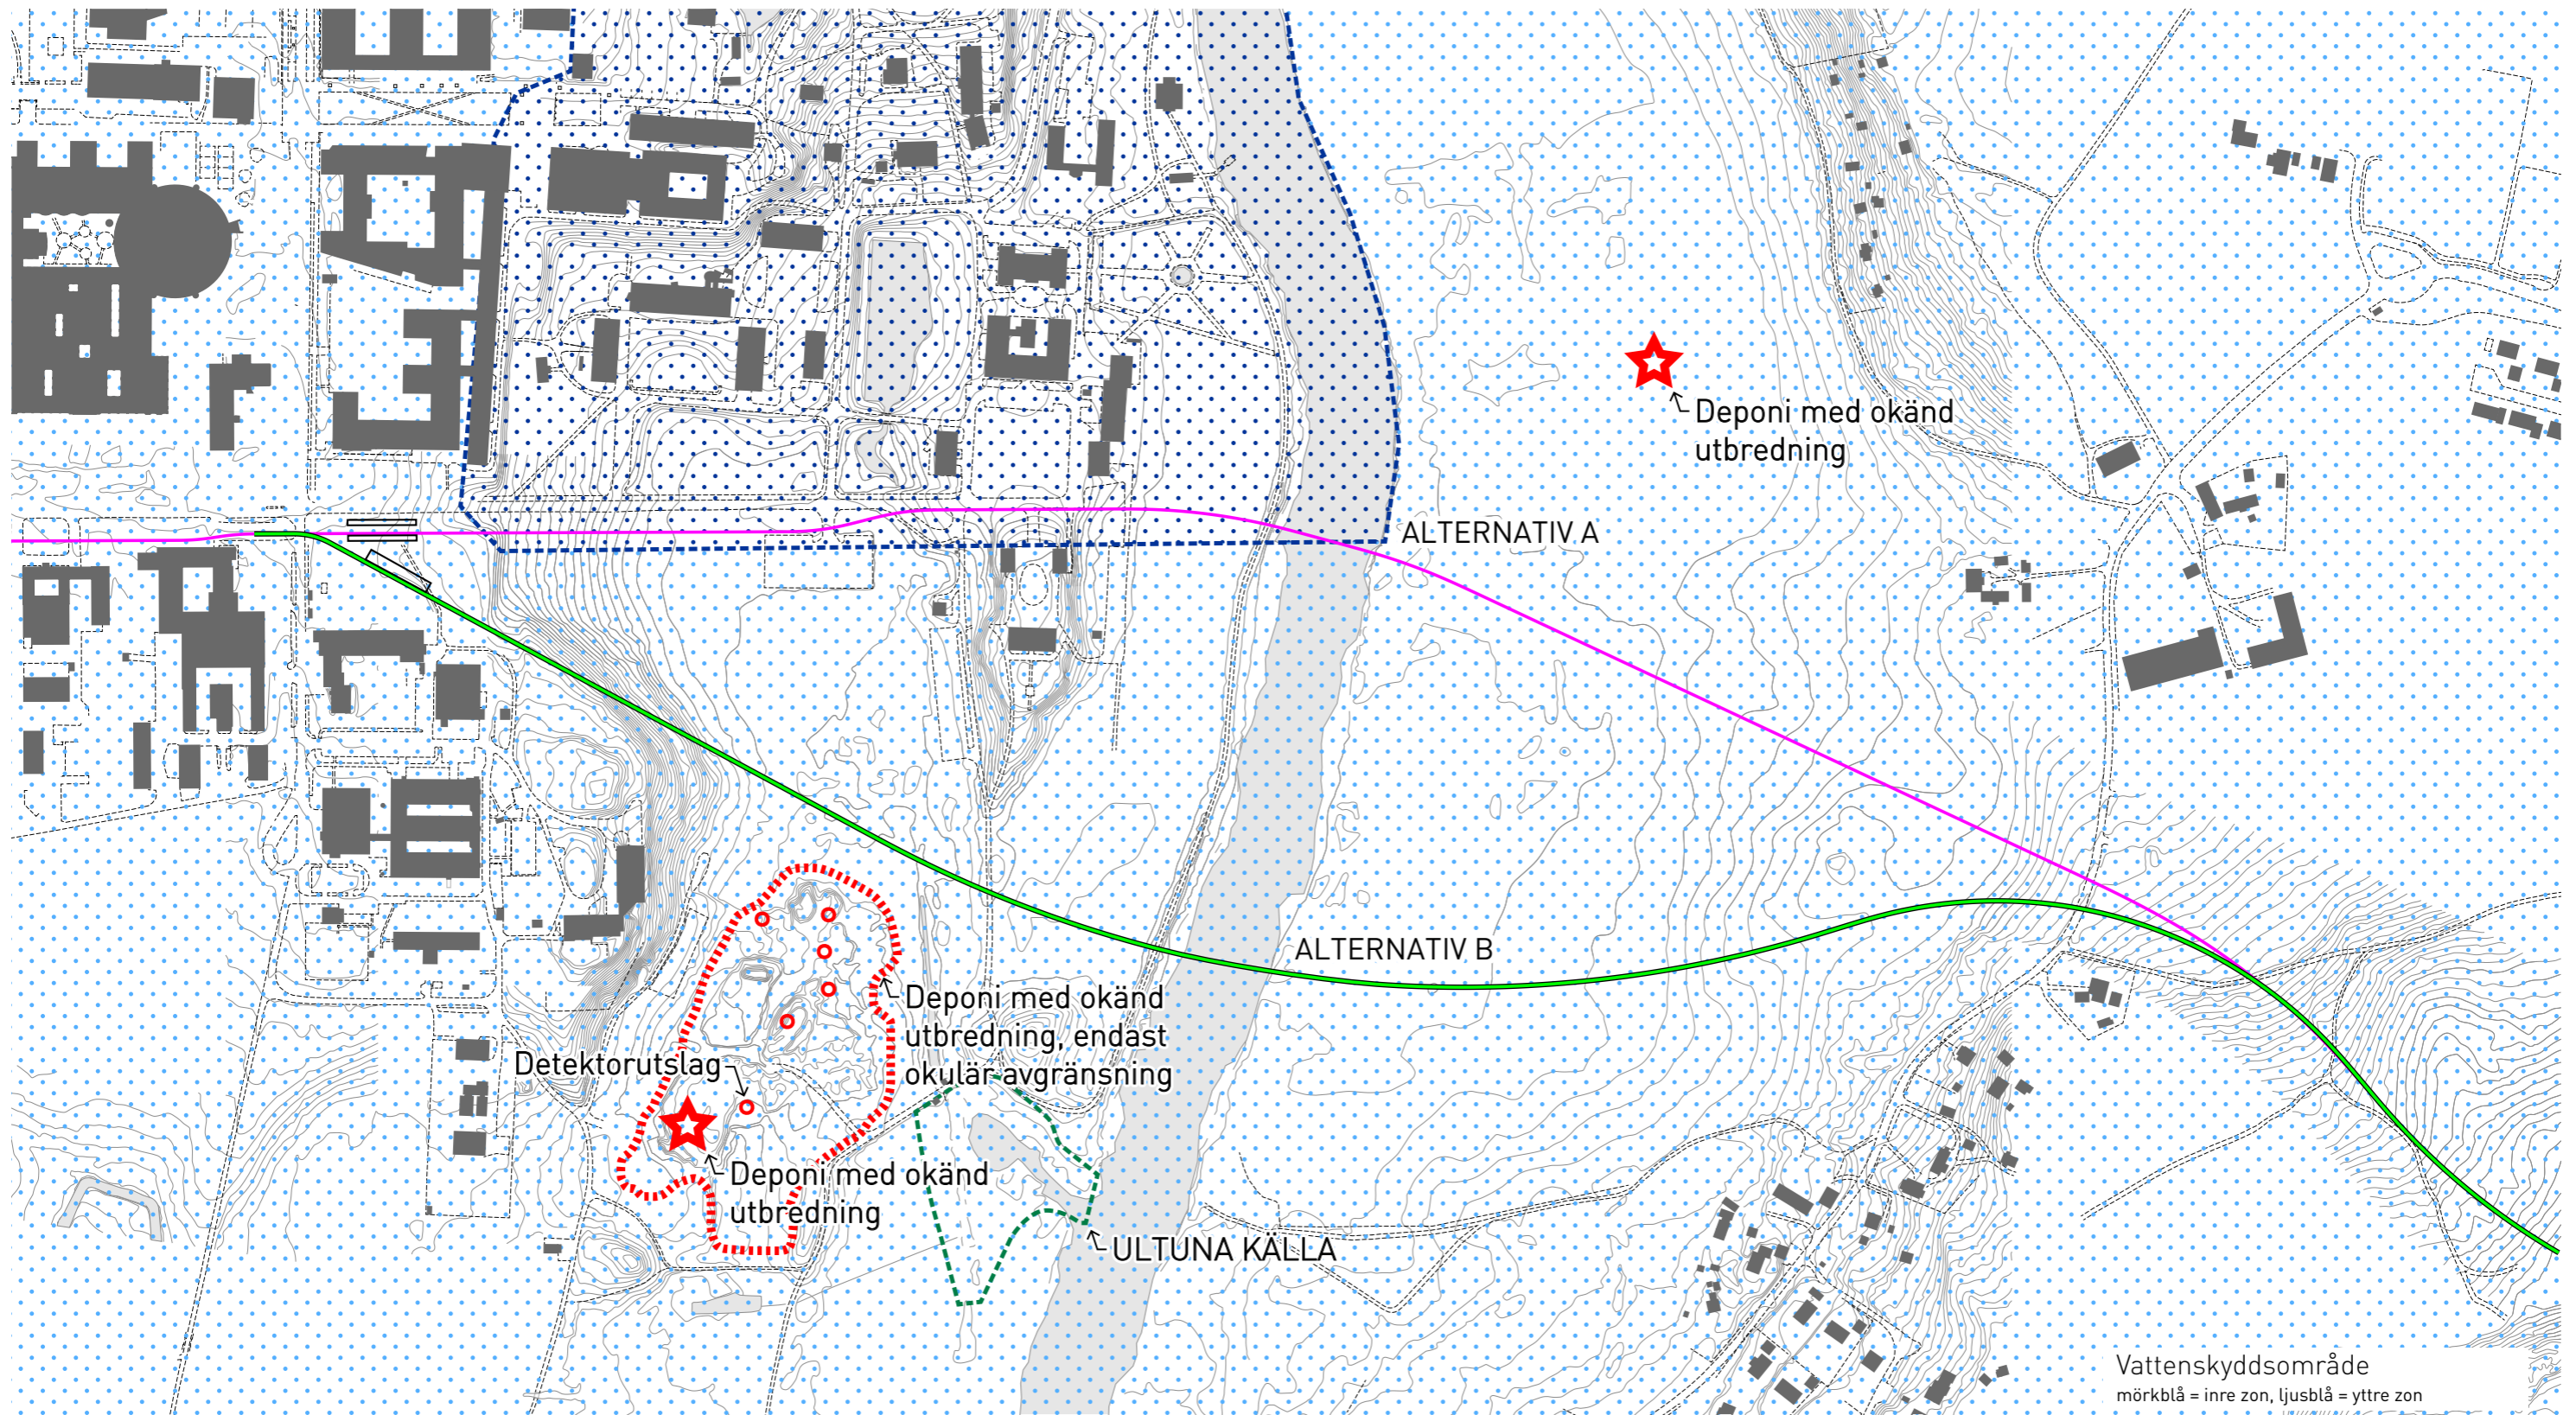 Deponi med okänd
utbredning
ALTERNATIV A
ALTERNATIV B
Deponi med okänd
utbredning, endast
okulär avgränsning
Detektorutslag
Deponi med okänd
utbredning
ULTUNA KÄLLA
Vattenskyddsområde
mörkblå = inre zon, ljusblå = yttre zon